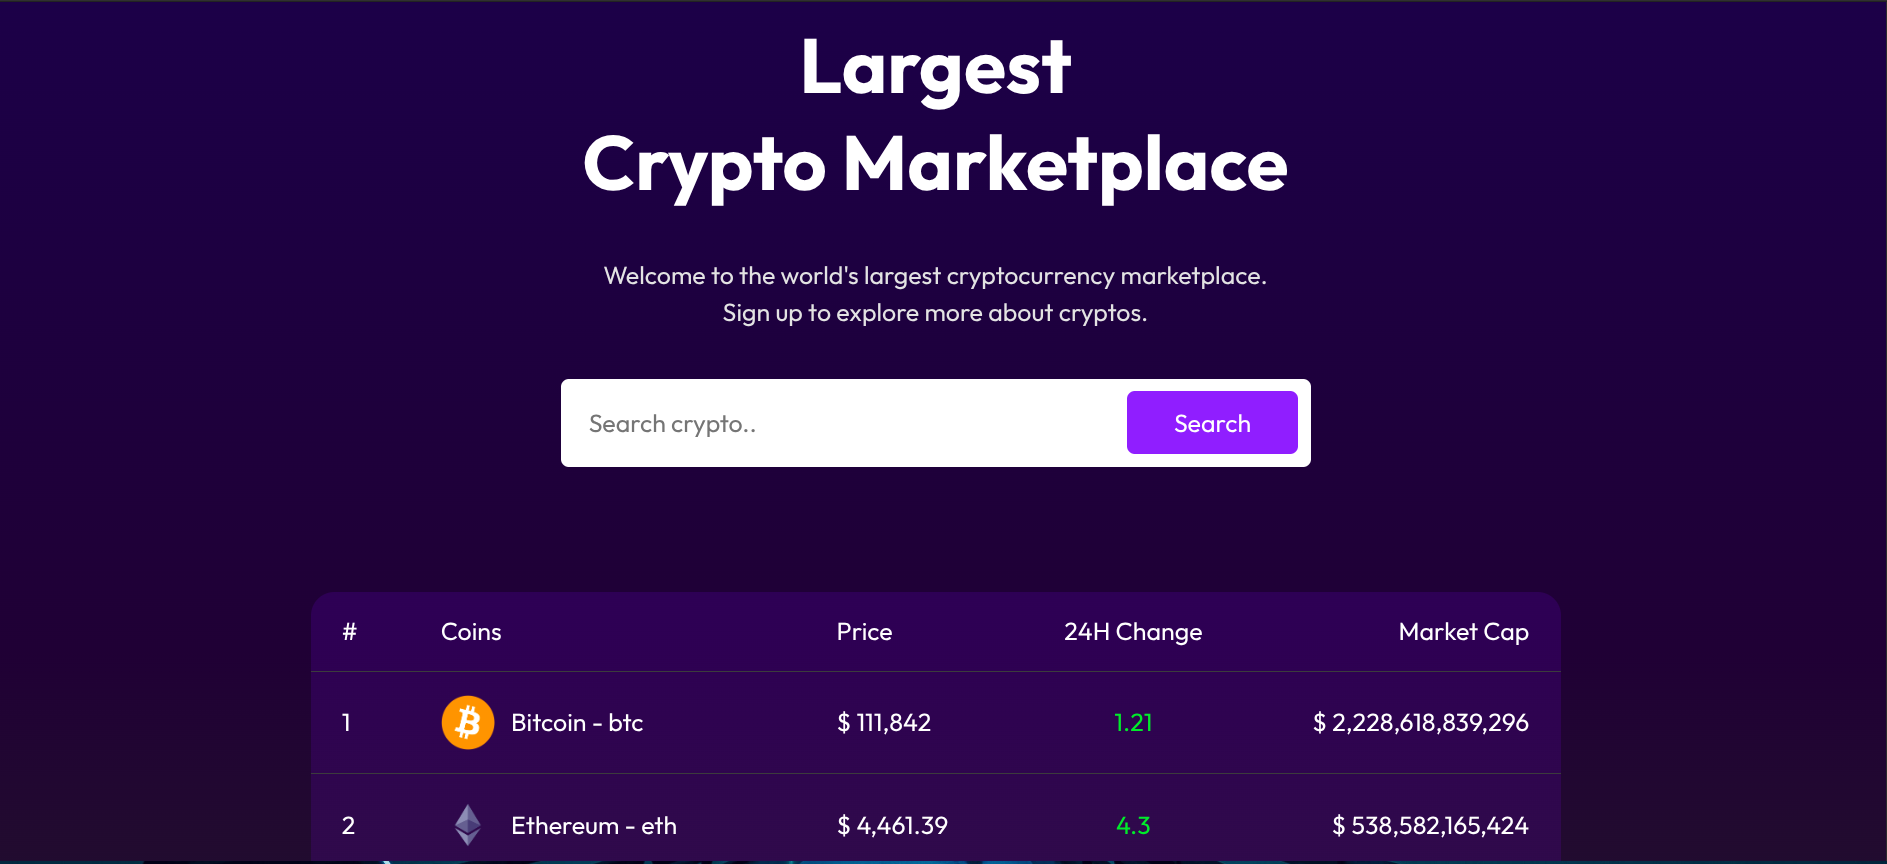 Largest
Crypto Marketplace
Welcome to the world's largest cryptocurrency marketplace.
Sign up to explore more about cryptos.
Search crypto.. Search
# Coins Price 24H Change Market Cap
1 Bitcoin - btc $ 111,842 1.21 $ 2,228,618,839,296
2 Ethereum - eth $ 4,461.39 4.3 $ 538,582,165,424